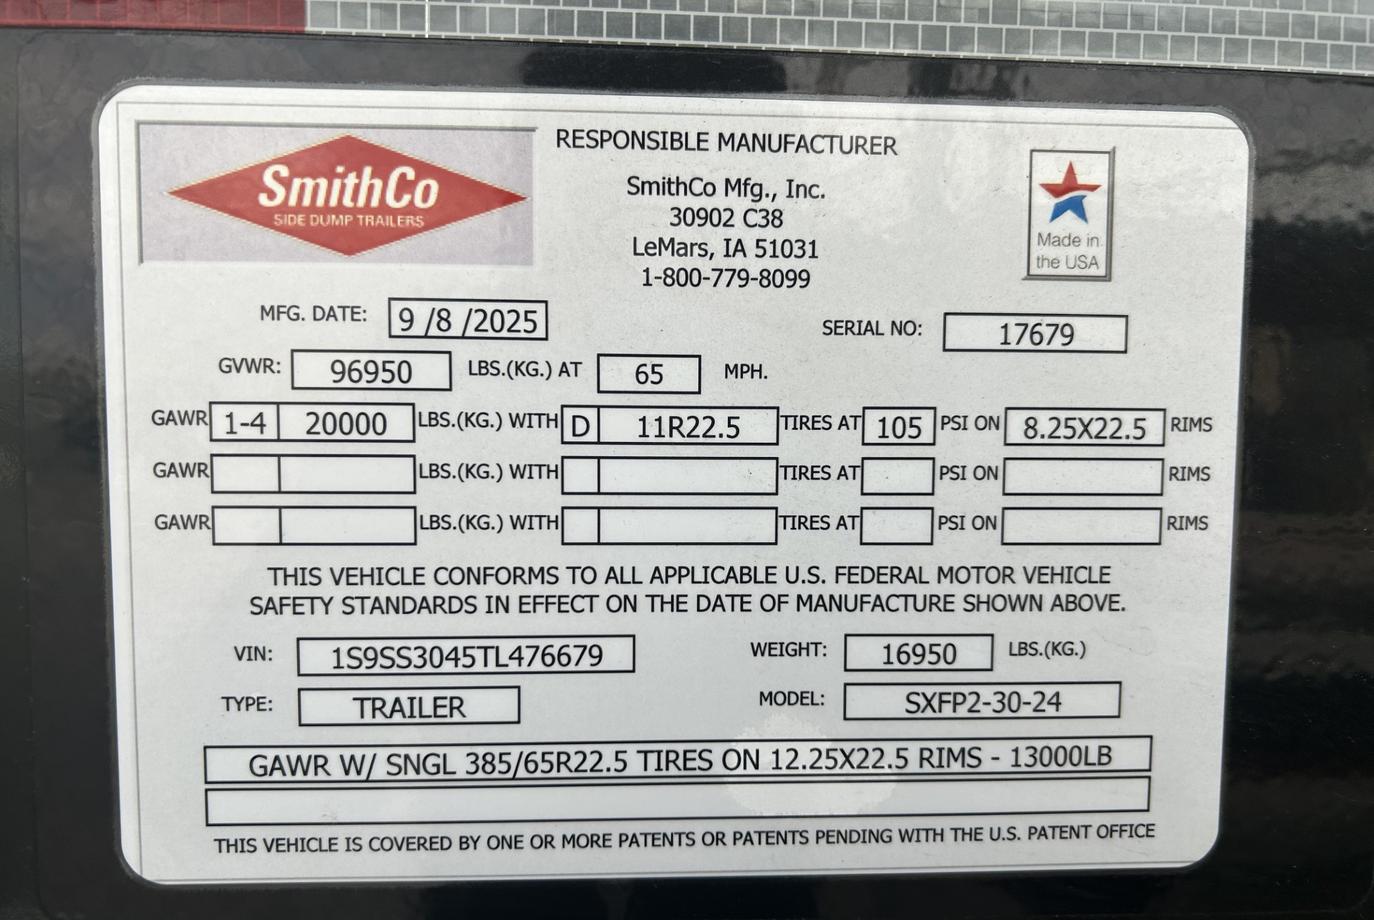 SmithCo
SIDE DUMP TRAILERS
RESPONSIBLE MANUFACTURER
SmithCo Mfg., Inc.
30902 C38
LeMars, IA 51031
1-800-779-8099
Made in
the USA
MFG. DATE: 9 /8 /2025 SERIAL NO: 17679
GVWR: 96950 LBS.(KG.) AT 65 MPH.
GAWR 1-4 20000 LBS.(KG.) WITH D 11R22.5 TIRES AT 105 PSI ON 8.25X22.5 RIMS
GAWR LBS.(KG.) WITH TIRES AT PSI ON RIMS
GAWR LBS.(KG.) WITH TIRES AT PSI ON RIMS
THIS VEHICLE CONFORMS TO ALL APPLICABLE U.S. FEDERAL MOTOR VEHICLE
SAFETY STANDARDS IN EFFECT ON THE DATE OF MANUFACTURE SHOWN ABOVE.
VIN: 1S9SS3045TL476679 WEIGHT: 16950 LBS.(KG.)
TYPE: TRAILER MODEL: SXFP2-30-24
GAWR W/ SNGL 385/65R22.5 TIRES ON 12.25X22.5 RIMS - 13000LB
THIS VEHICLE IS COVERED BY ONE OR MORE PATENTS OR PATENTS PENDING WITH THE U.S. PATENT OFFICE